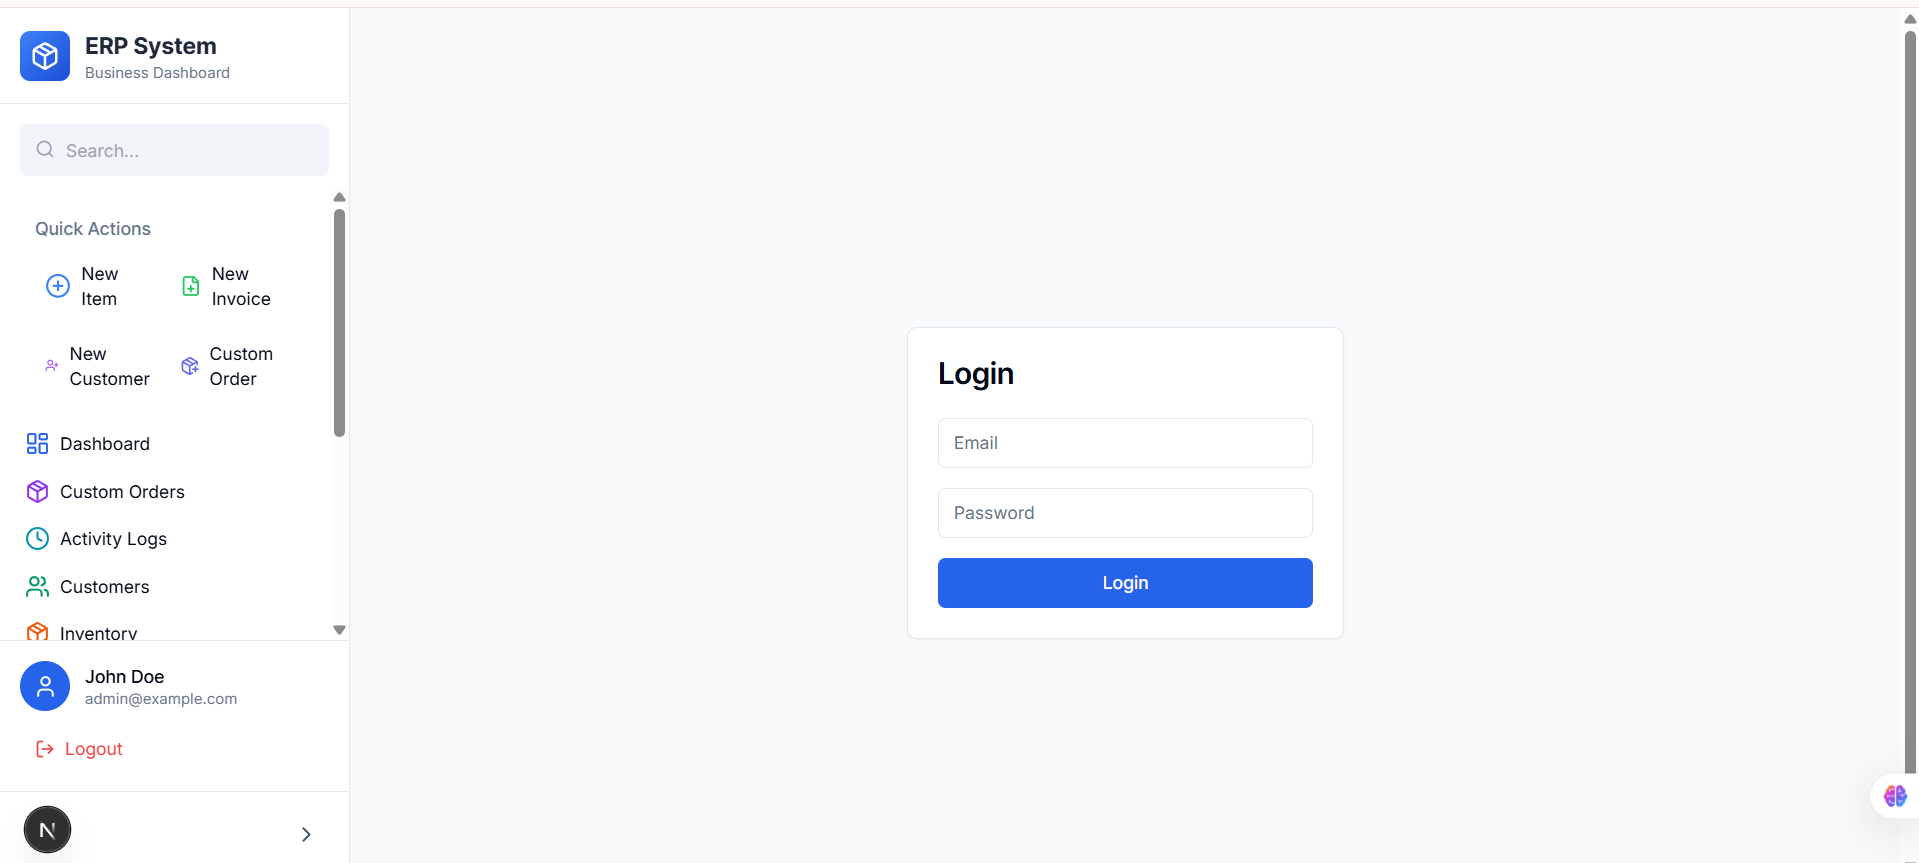 ERP System
Business Dashboard
Search...
Quick Actions
New
Item
New
Invoice
New
Customer
Custom
Order
Dashboard
Custom Orders
Activity Logs
Customers
Inventory
John Doe
admin@example.com
Logout
N
Login
Email
Password
Login